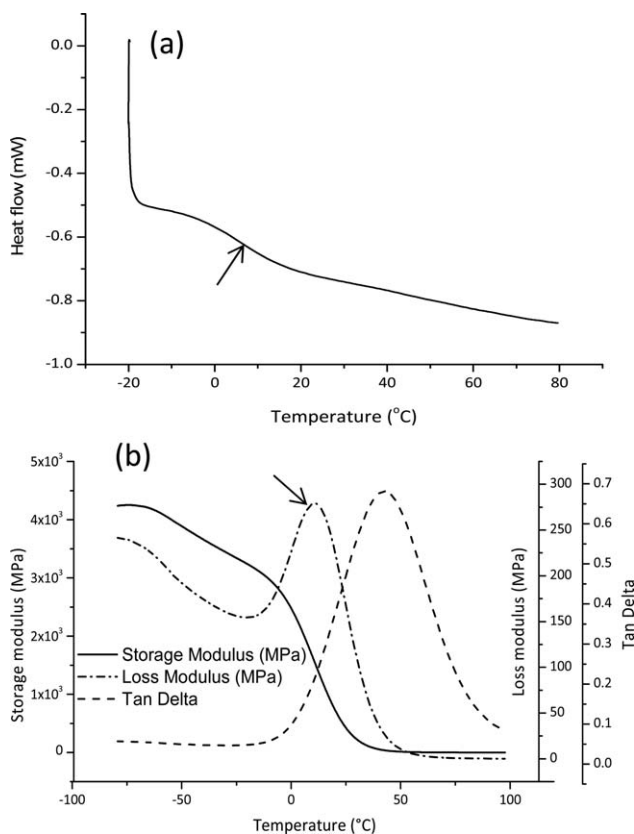 (a)
0.0
-0.2
-0.4
-0.6
-0.8
-1.0
Heat flow (mW)
-20 0 20 40 60 80
Temperature (°C)
(b)
5x10³
4x10³
3x10³
2x10³
1x10³
0
Storage modulus (MPa)
Storage Modulus (MPa)
Loss Modulus (MPa)
Tan Delta
300
250
200
150
100
50
0
Loss modulus (MPa)
0.7
0.6
0.5
0.4
0.3
0.2
0.1
0.0
Tan Delta
-100 -50 0 50 100
Temperature (°C)